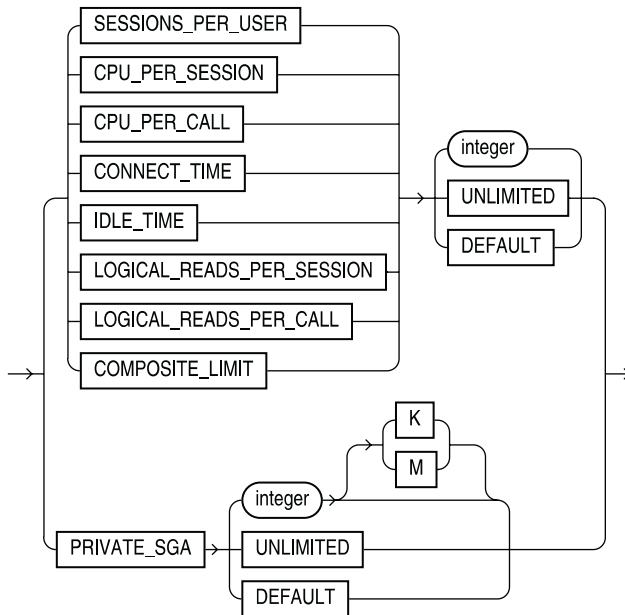 SESSIONS_PER_USER
CPU_PER_SESSION
CPU_PER_CALL
CONNECT_TIME
IDLE_TIME
LOGICAL_READS_PER_SESSION
LOGICAL_READS_PER_CALL
COMPOSITE_LIMIT
integer
UNLIMITED
DEFAULT
PRIVATE_SGA
integer
K
M
UNLIMITED
DEFAULT